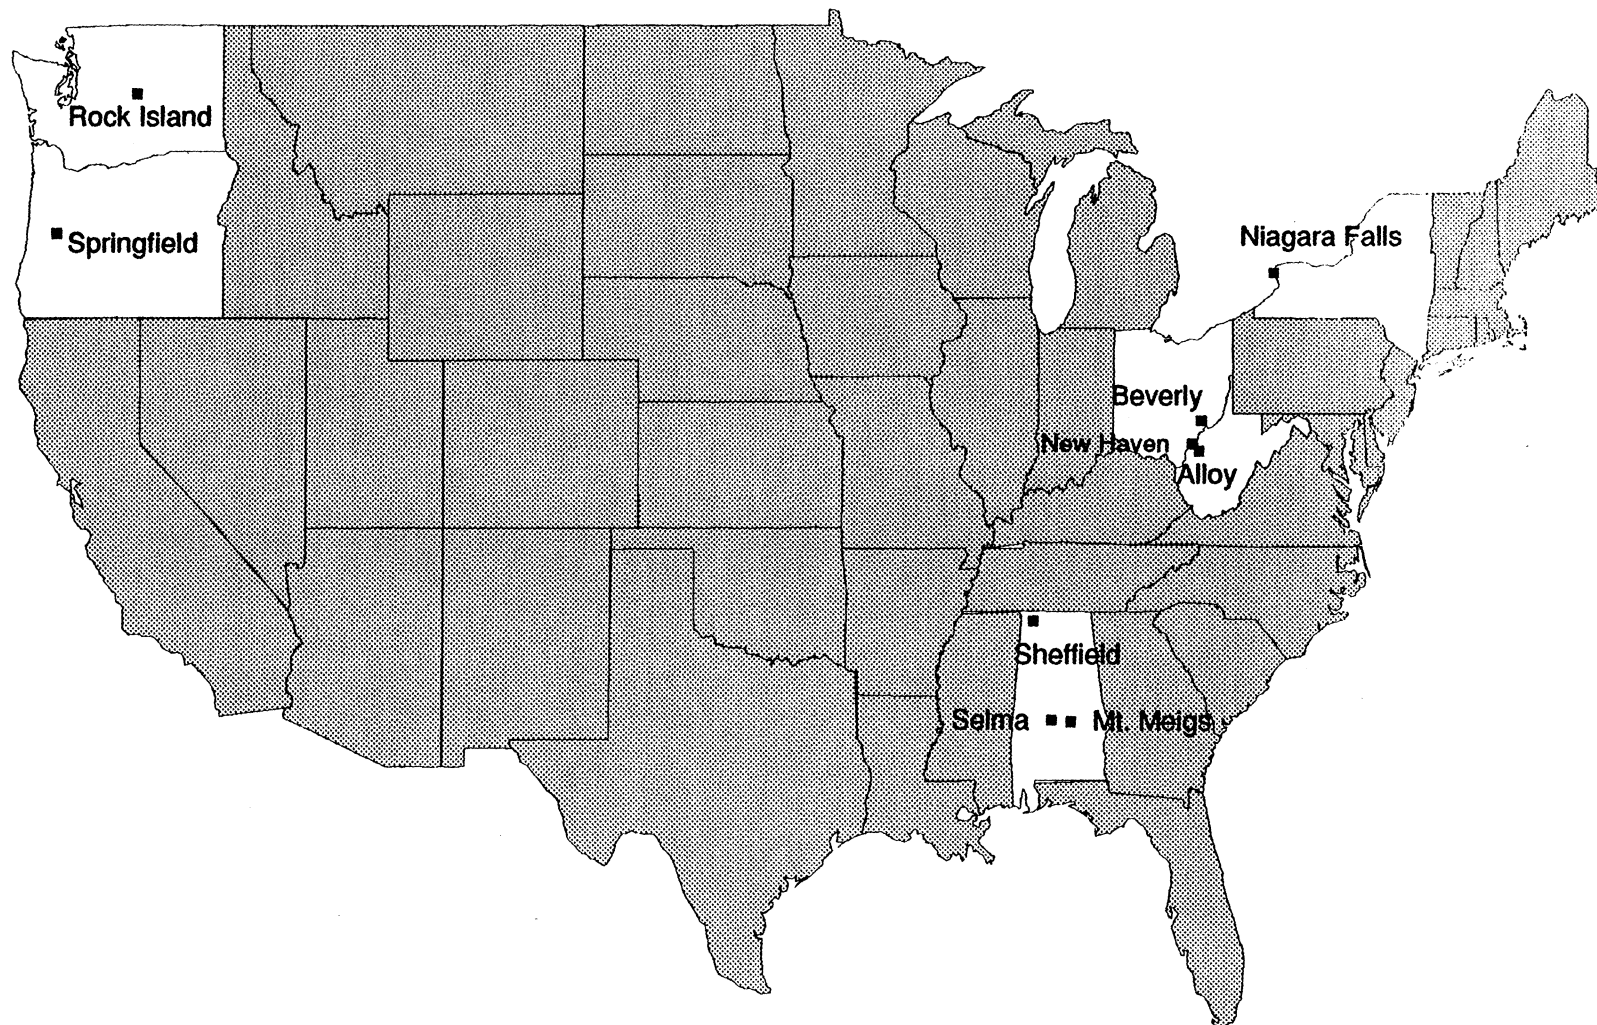 Rock Island
Springfield
Niagara Falls
Beverly
New Haven
Alloy
Sheffield
Selma
Mt. Meigs